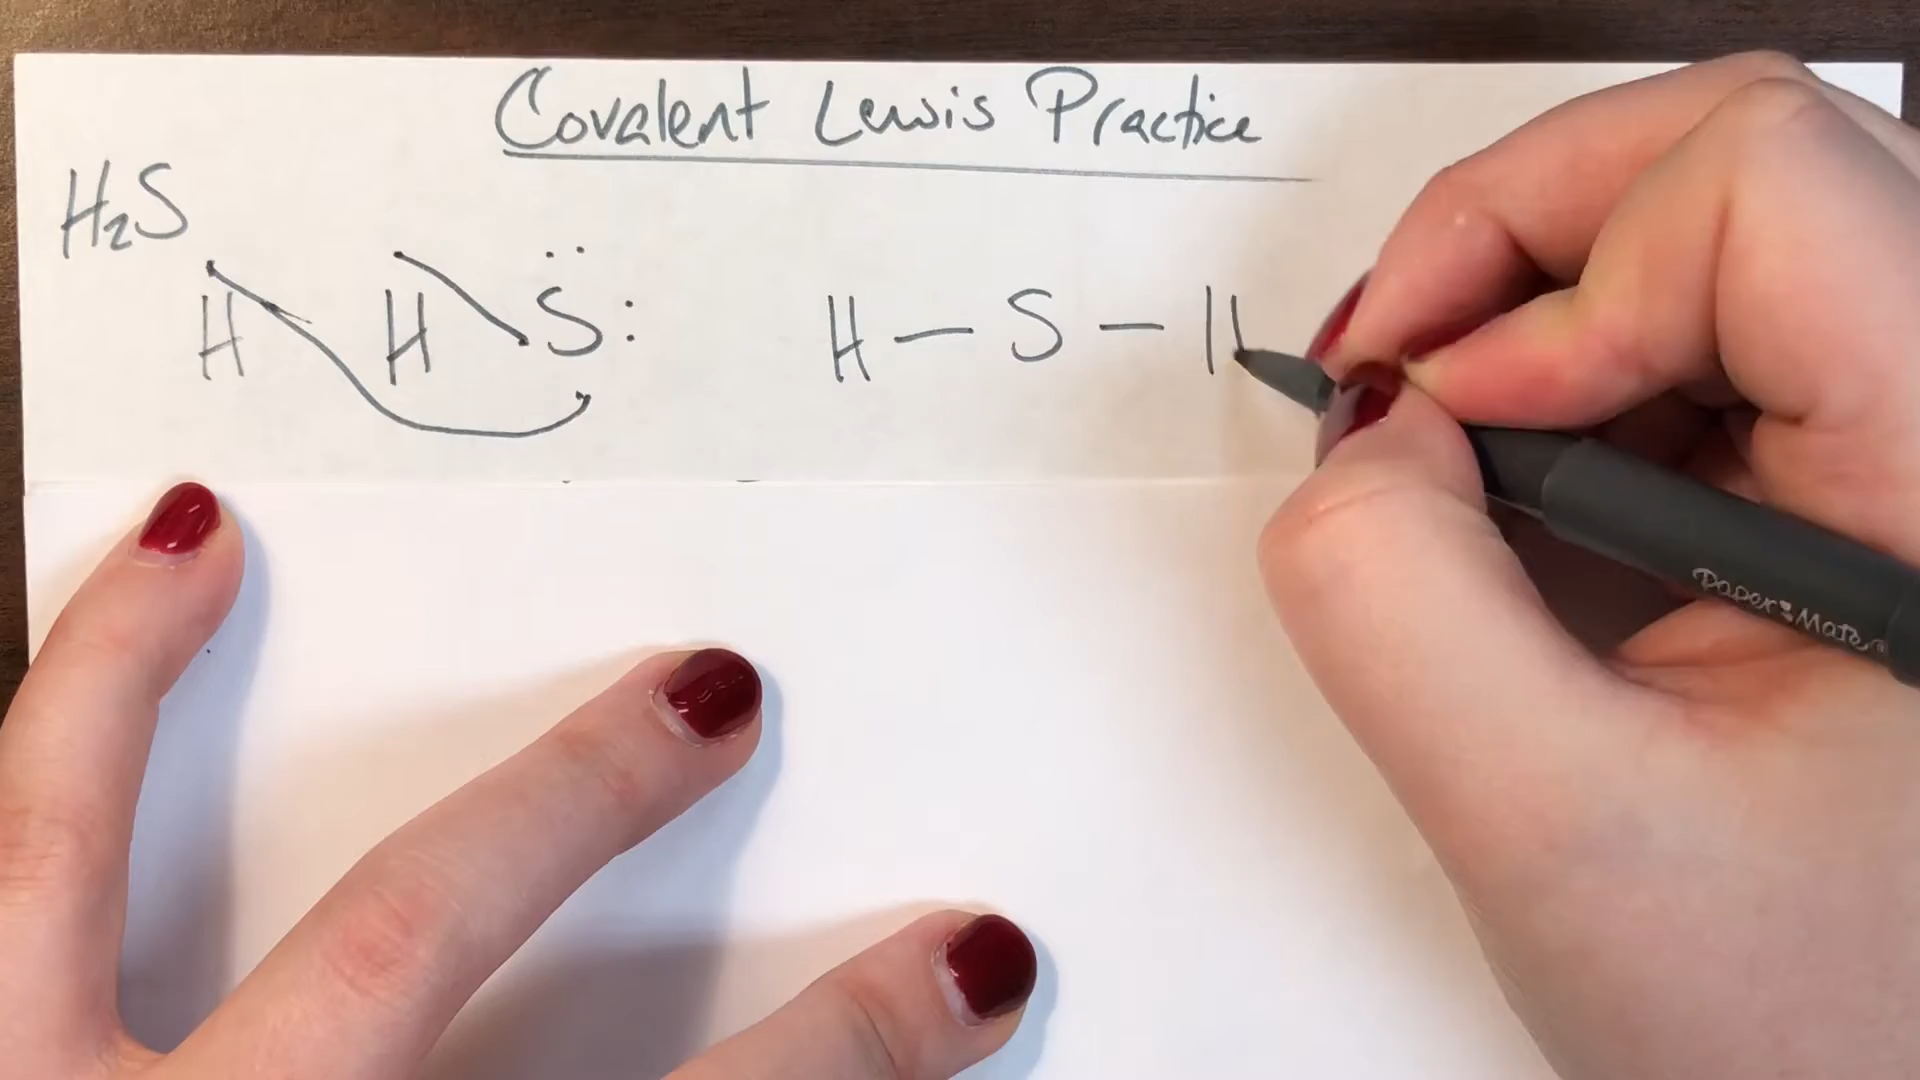 Covalent Lewis Practice
H₂S
H H S: H — S — H
Paper Mate